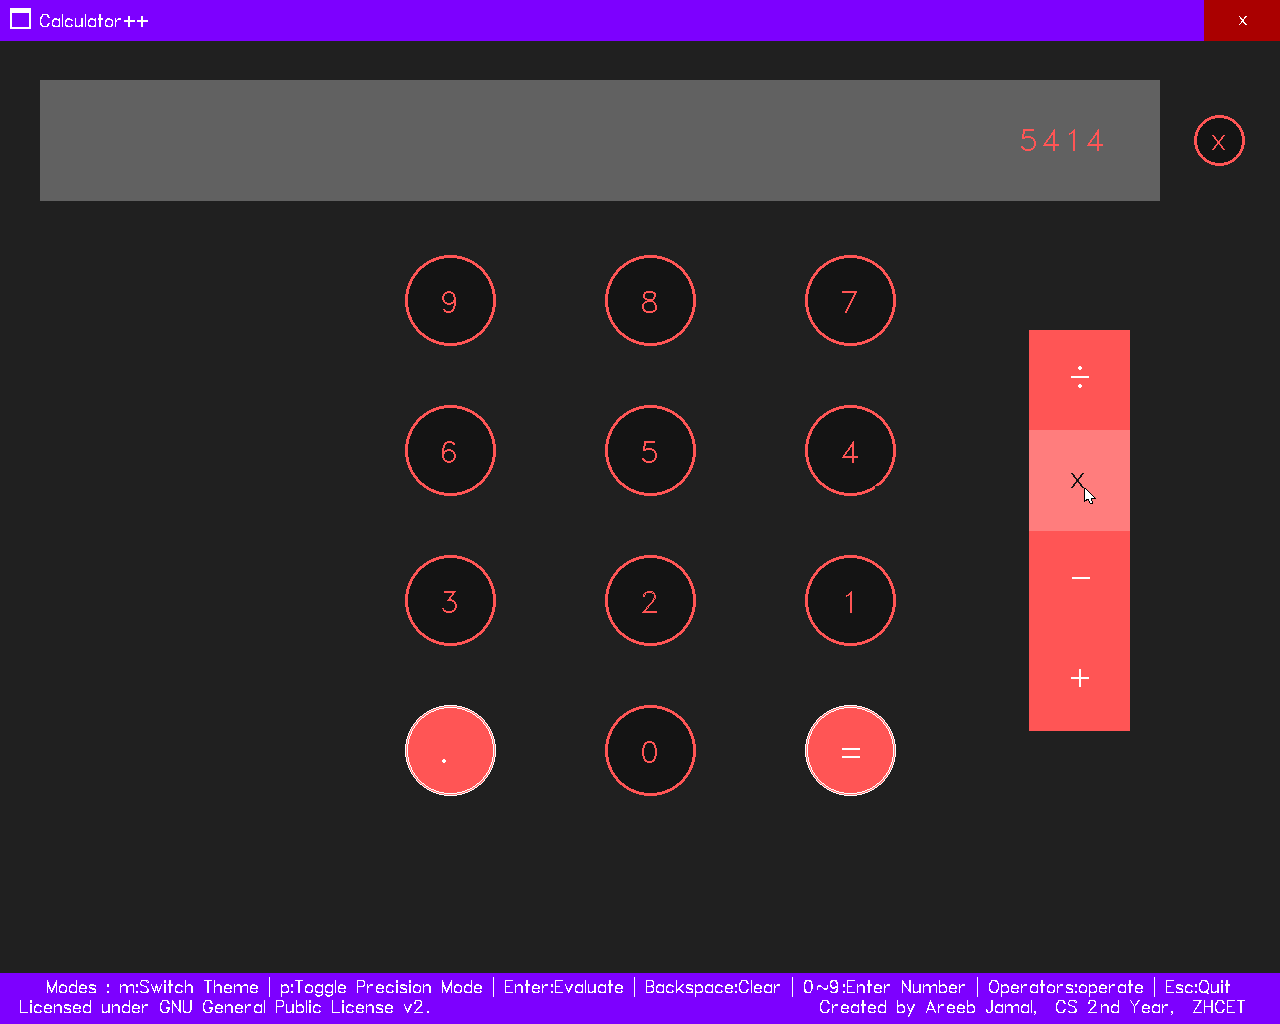 Calculator++ x
5414 x
9 8 7
÷
6 5 4
x
−
3 2 1
+
. 0 =
Modes : m:Switch Theme | p:Toggle Precision Mode | Enter:Evaluate | Backspace:Clear | 0~9:Enter Number | Operators:operate | Esc:Quit
Licensed under GNU General Public License v2. Created by Areeb Jamal, CS 2nd Year, ZHCET